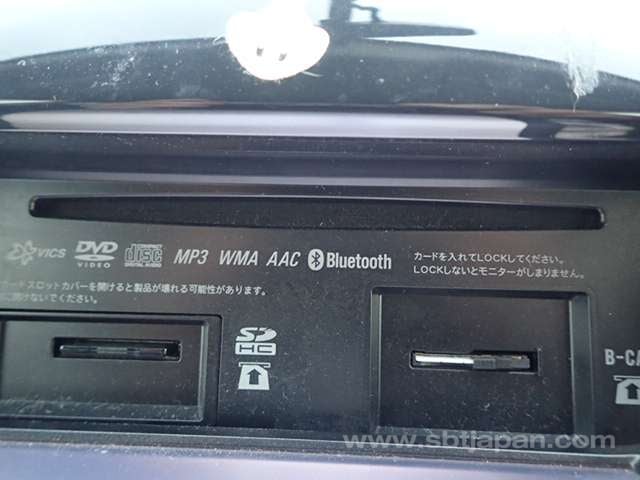 VICS DVD VIDEO COMPACT disc DIGITAL AUDIO MP3 WMA AAC Bluetooth
カードを入れてLOCKしてください。
LOCKしないとモニターがしまりません。
カードスロットカバーを開けると製品が壊れる可能性があります。
に開けないでください。
SD HC
B-CA
www.sbtjapan.com